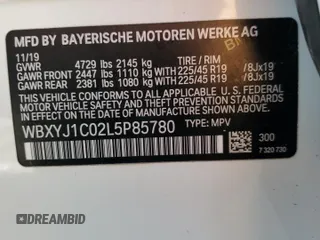 MFD BY BAYERISCHE MOTOREN WERKE AG
11/19
GVWR 4729 lbs 2145 kg TIRE / RIM
GAWR FRONT 2447 lbs 1110 kg 225/45 R19 /8Jx19
GAWR REAR 2381 lbs 1080 kg 225/45 R19 /8Jx19
THIS VEHICLE CONFORMS TO ALL APPLICABLE
U.S. FEDERAL MOTOR VEHICLE SAFETY, BUMPER, AND
THEFT PREVENTION STANDARDS IN EFFECT ON THE
DATE OF MANUFACTURE SHOWN ABOVE.
WBXYJ1C02L5P85780 TYPE: MPV
300
7 320 730
DREAMBID